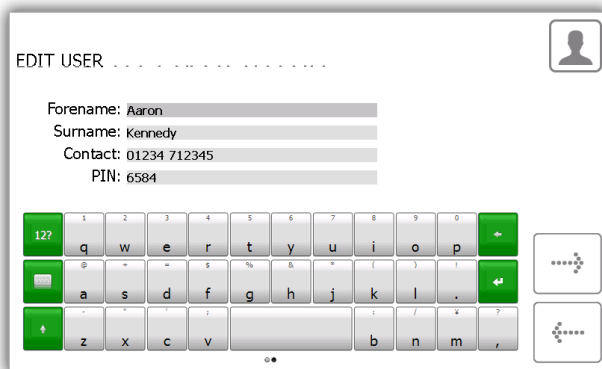 EDIT USER
Forename: Aaron
Surname: Kennedy
Contact: 01234 712345
PIN: 6584
1 2 3 4 5 6 7 8 9 0
12? q w e r t y u i o p
@ + = $ % & * ( ) !
a s d f g h j k l .
- " ' ; : / ¥ ?
z x c v b n m ,